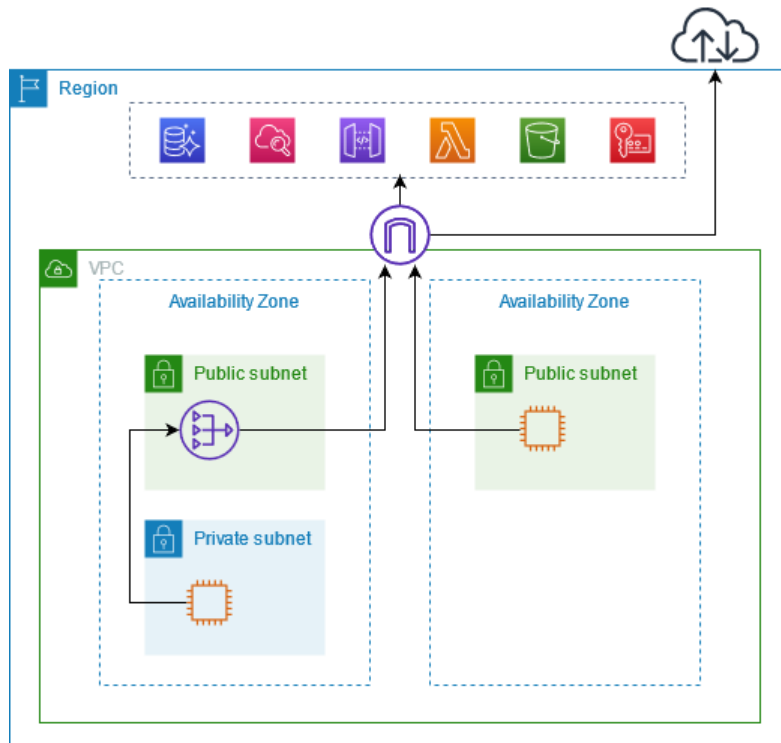 Region
VPC
Availability Zone
Availability Zone
Public subnet
Public subnet
Private subnet